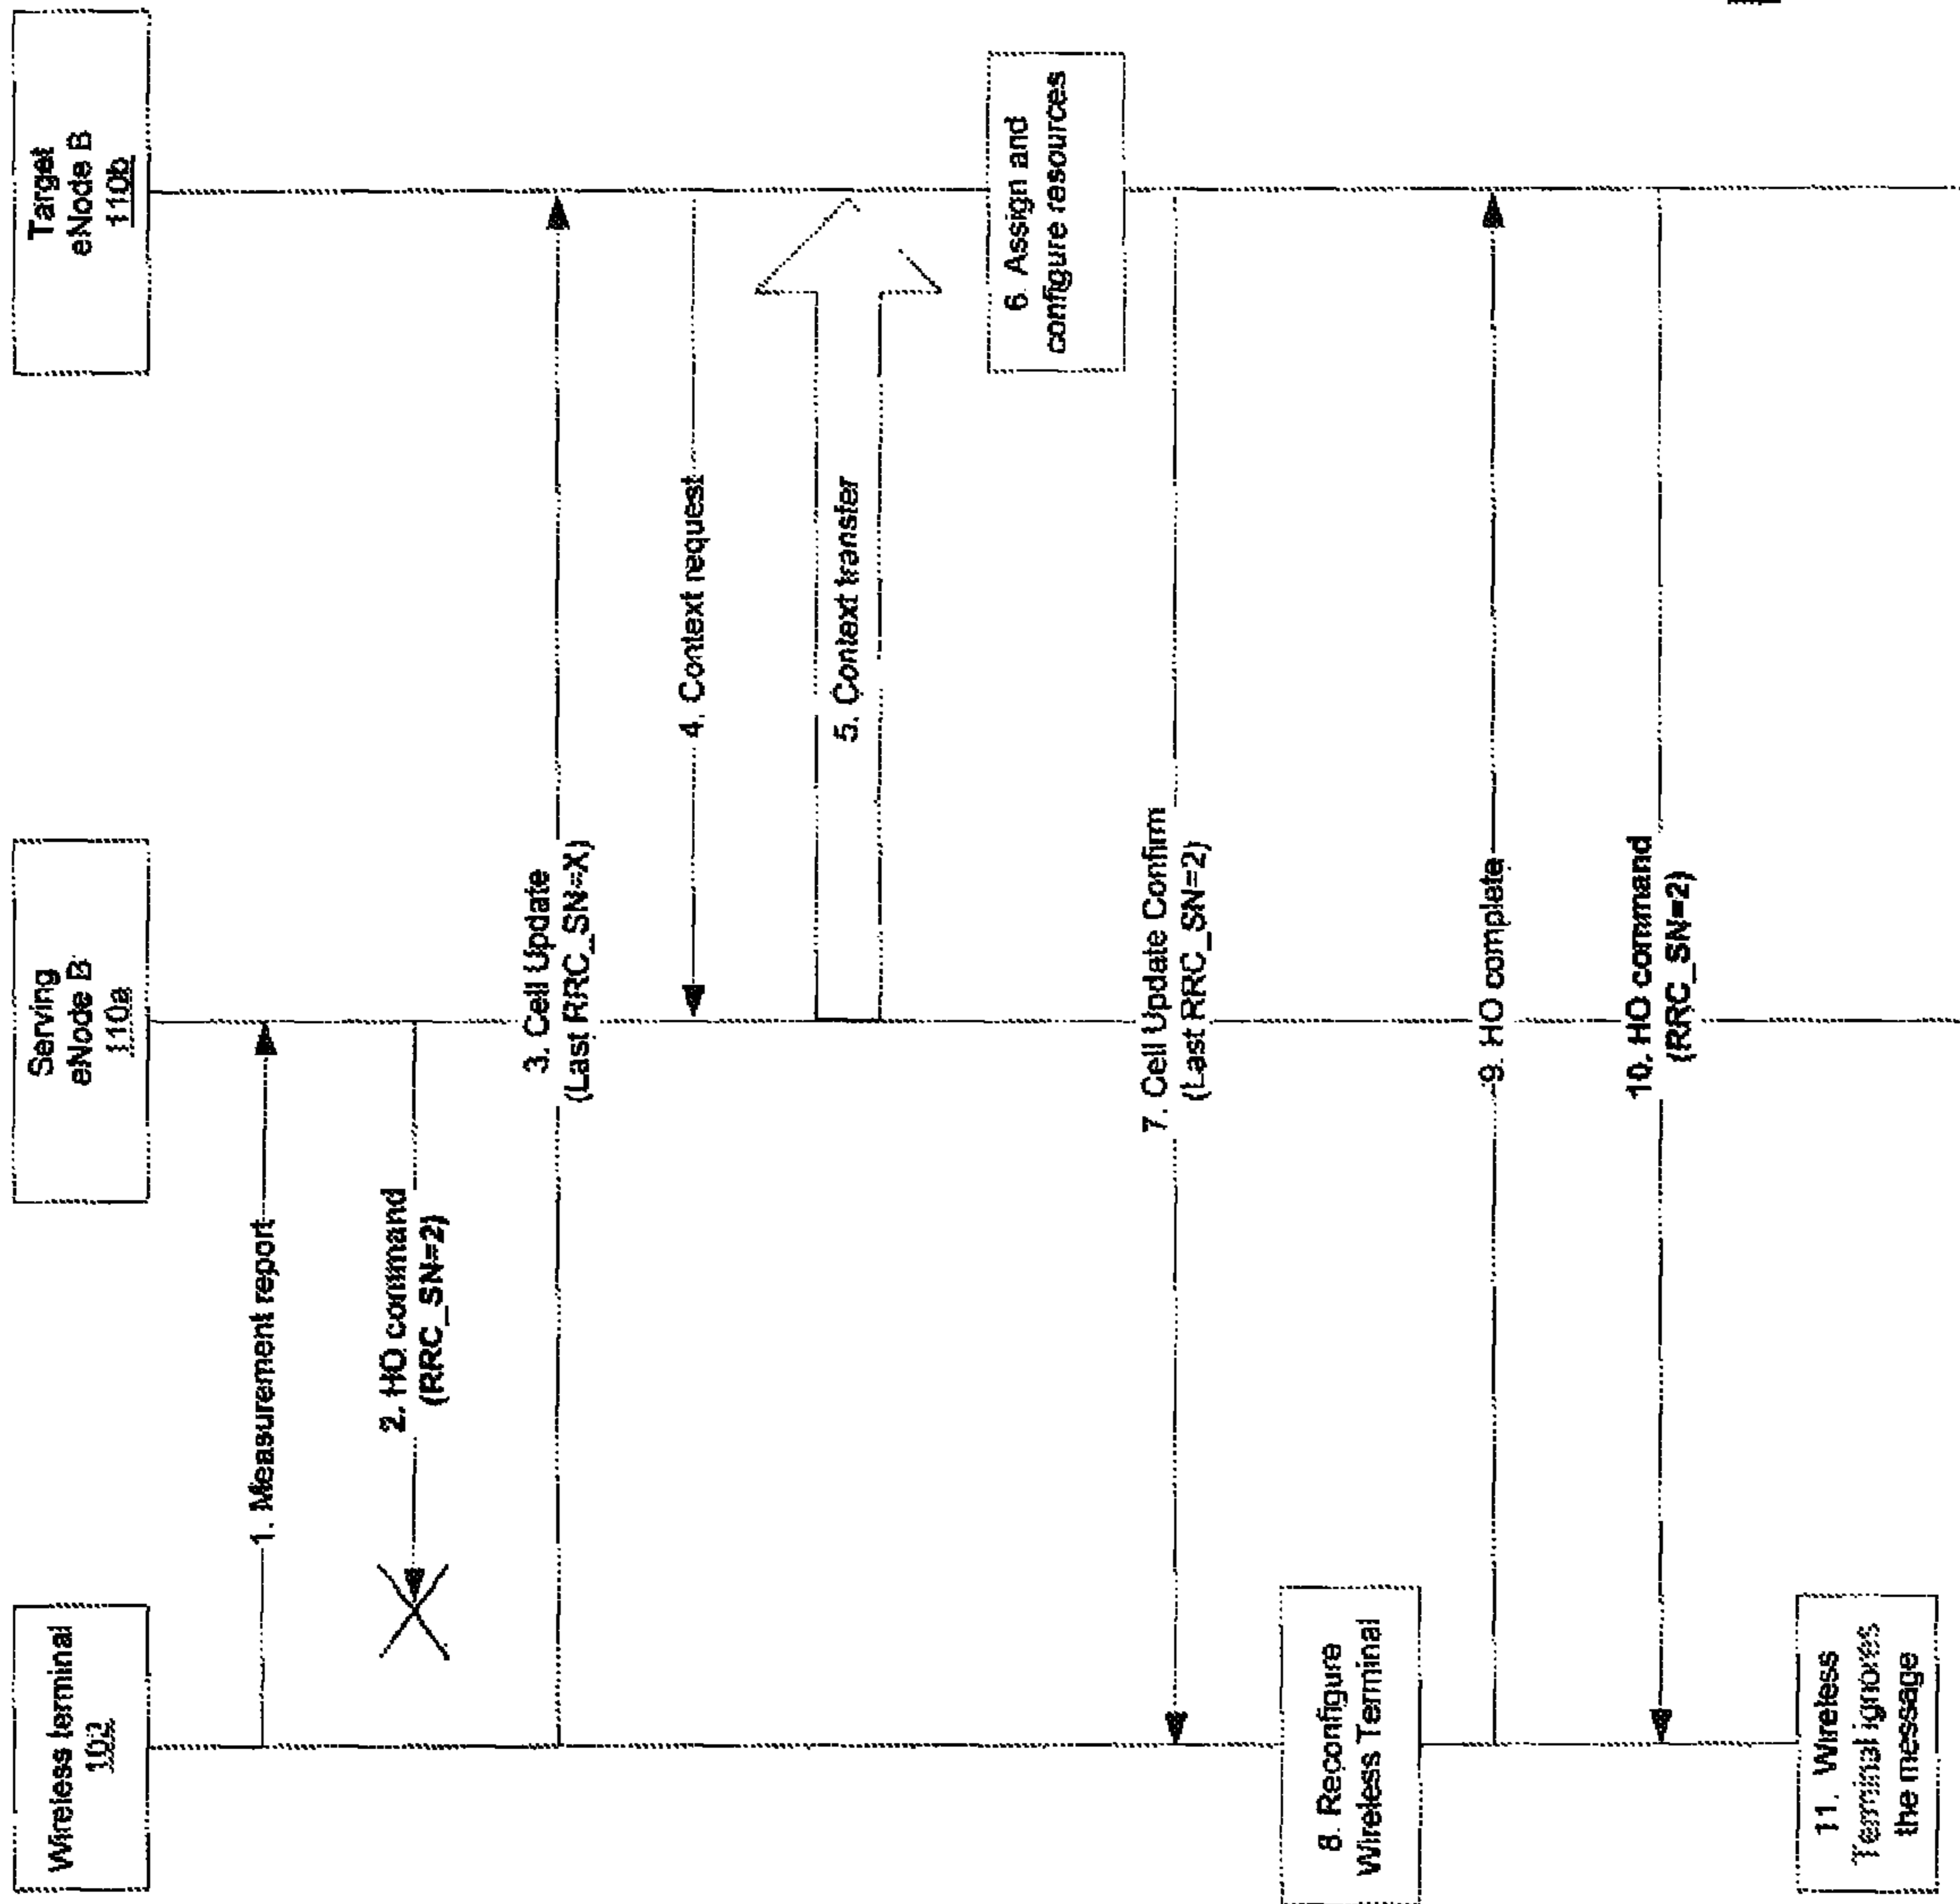 Wireless terminal
Serving
eNode B
110a
Target
eNode B
110b
1. Measurement report
2. HO command
(RRC_SN=2)
3. Cell Update
(Last RRC_SN=X)
4. Context request
5. Context transfer
6. Assign and
configure resources
7. Cell Update Confirm
(Last RRC_SN=2)
8. Reconfigure
Wireless Terminal
9. HO complete
10. HO command
(RRC_SN=2)
11. Wireless
Terminal ignores
the message